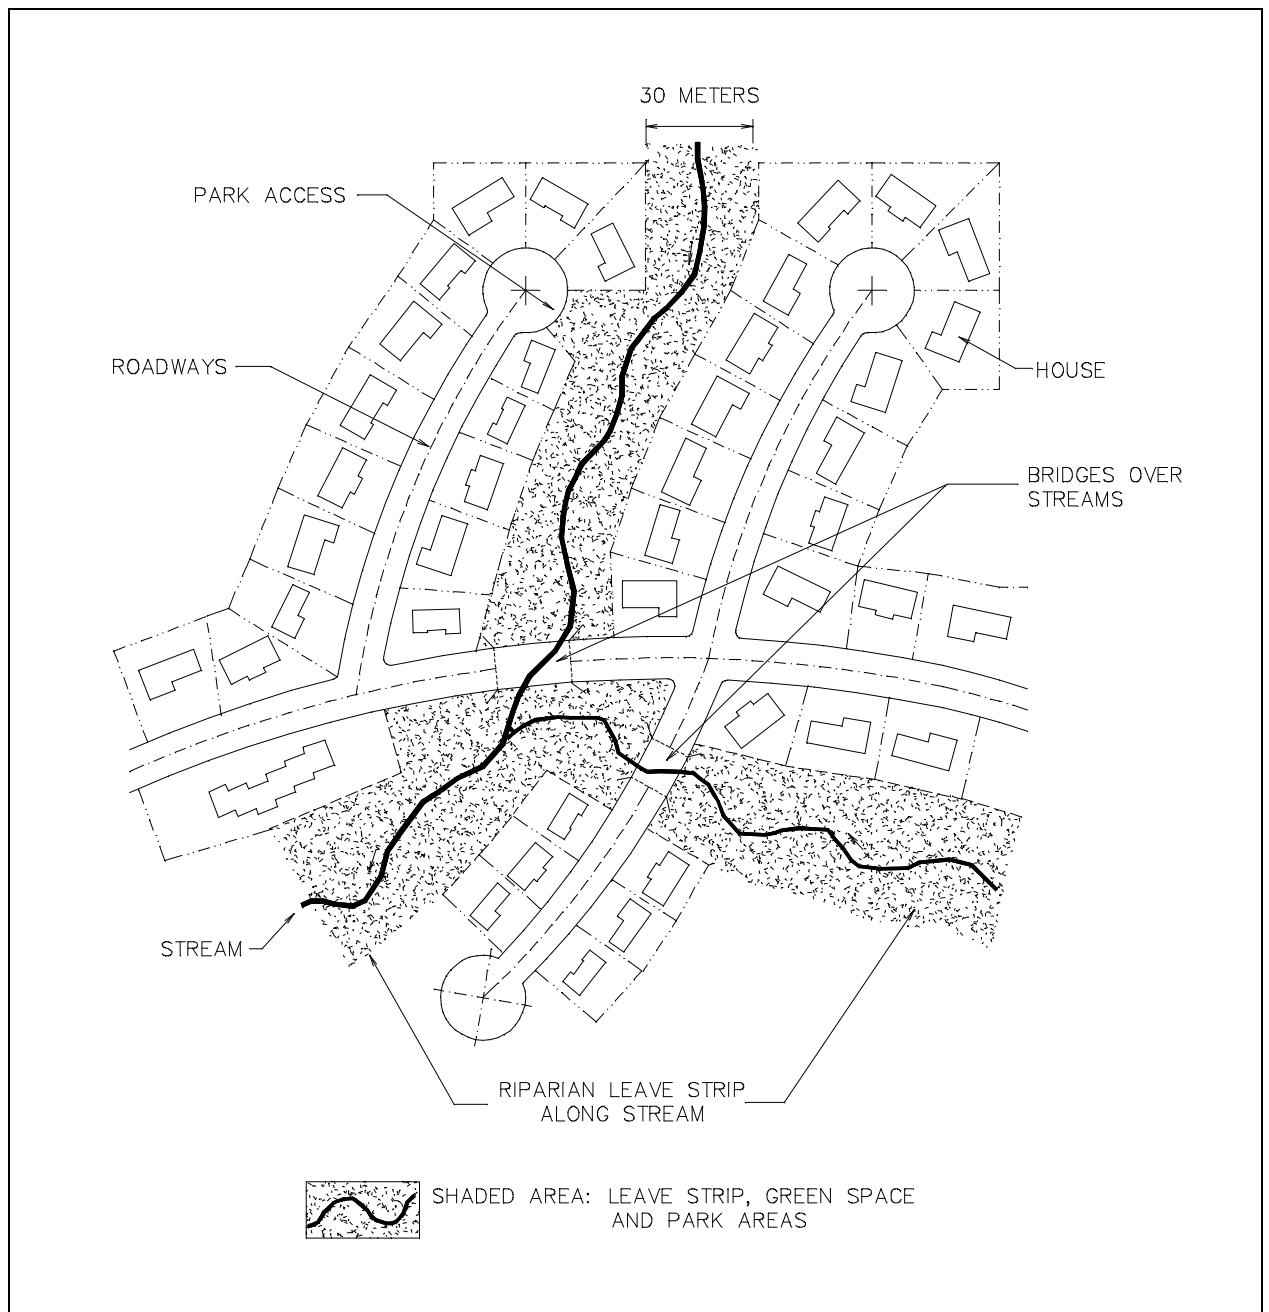 30 METERS
PARK ACCESS
ROADWAYS
HOUSE
BRIDGES OVER
STREAMS
STREAM
RIPARIAN LEAVE STRIP
ALONG STREAM
SHADED AREA: LEAVE STRIP, GREEN SPACE
AND PARK AREAS